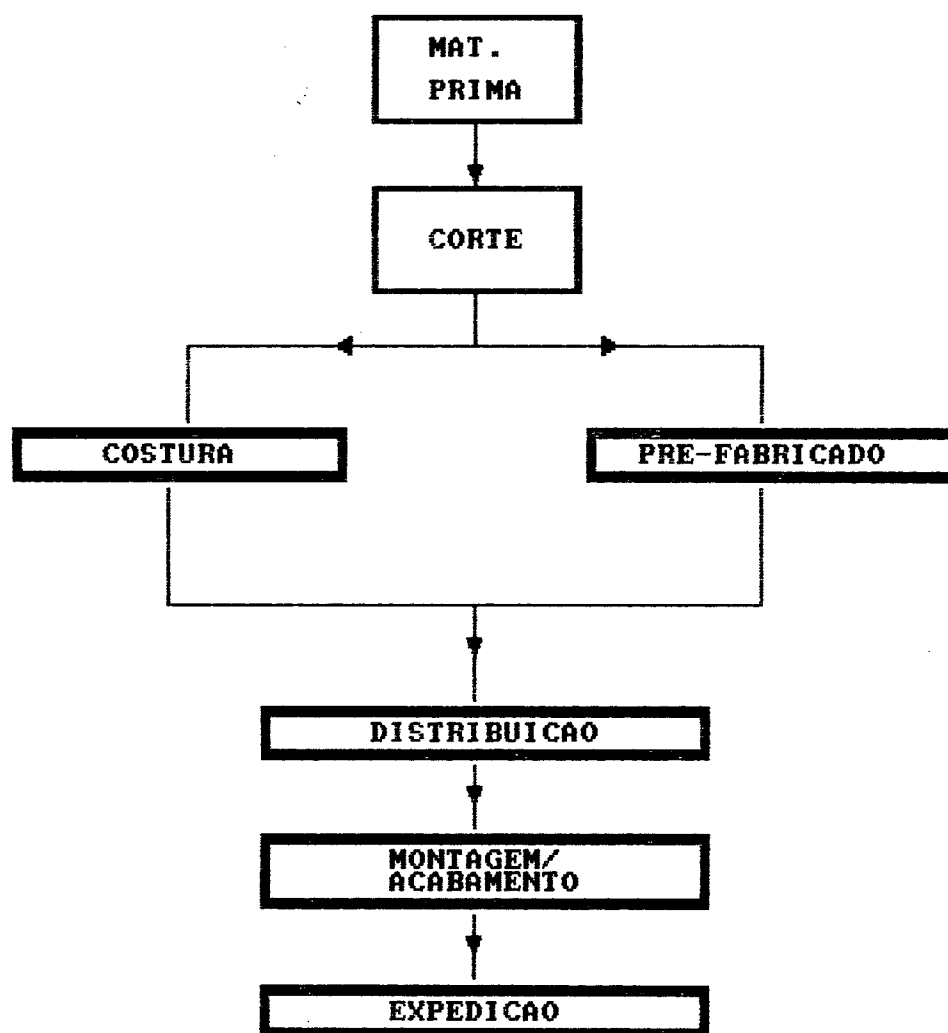 MAT.
PRIMA
CORTE
COSTURA
PRE-FABRICADO
DISTRIBUICAO
MONTAGEM/
ACABAMENTO
EXPEDICAO